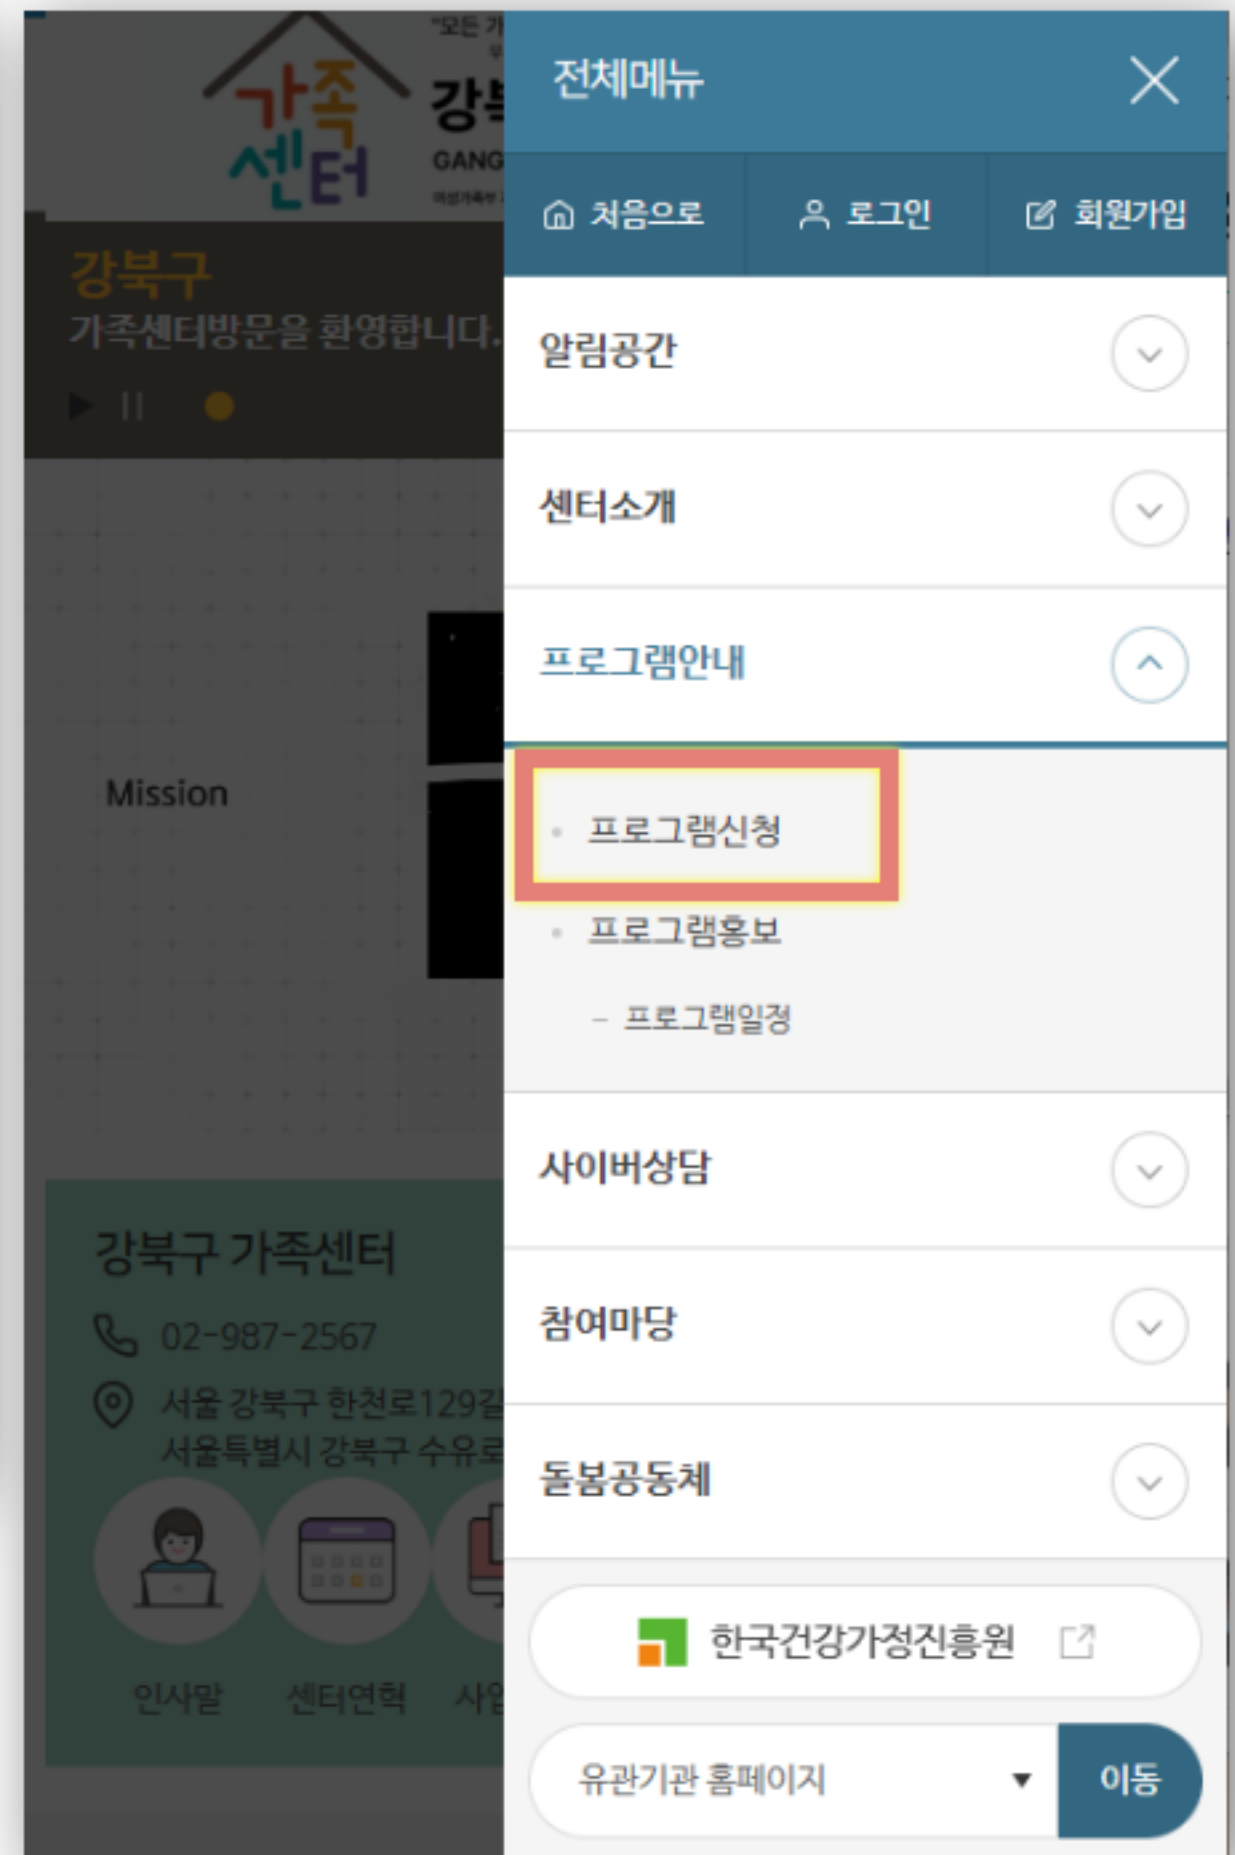 "모든 가
가족
센터
강북
GANG
강북구
가족센터방문을 환영합니다.
Mission
강북구 가족센터
02-987-2567
서울 강북구 한천로129길
서울특별시 강북구 수유로
인사말
센터연혁
사업
전체메뉴
처음으로
로그인
회원가입
알림공간
센터소개
프로그램안내
프로그램신청
프로그램홍보
- 프로그램일정
사이버상담
참여마당
돌봄공동체
한국건강가정진흥원
유관기관 홈페이지
이동